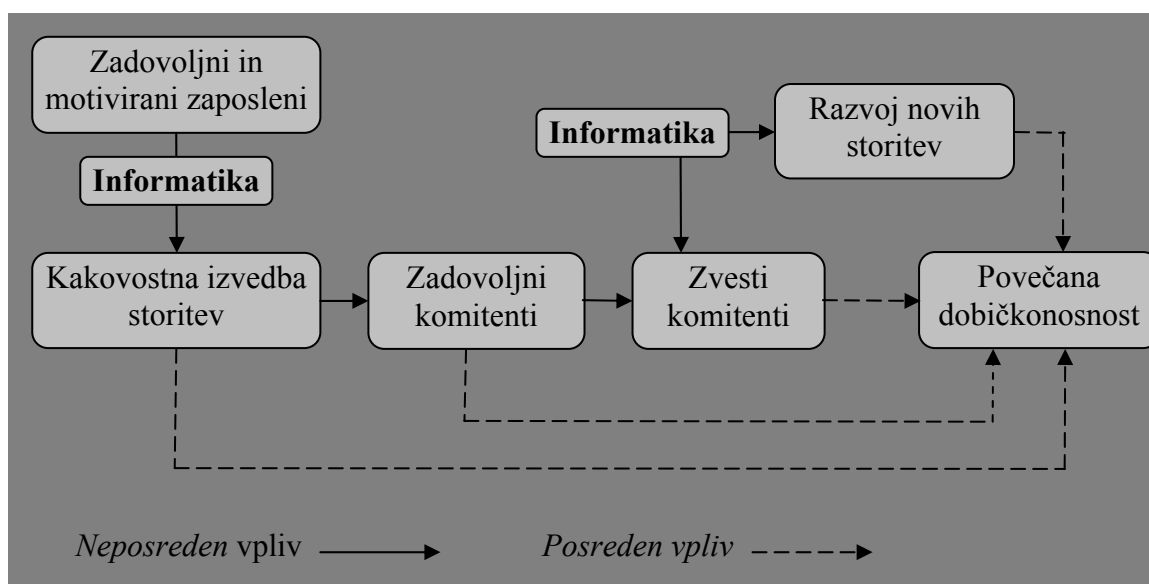 Zadovoljni in
motivirani zaposleni
Informatika
Informatika
Razvoj novih
storitev
Kakovostna izvedba
storitev
Zadovoljni
komitenti
Zvesti
komitenti
Povečana
dobičkonosnost
Neposreden vpliv
Posreden vpliv